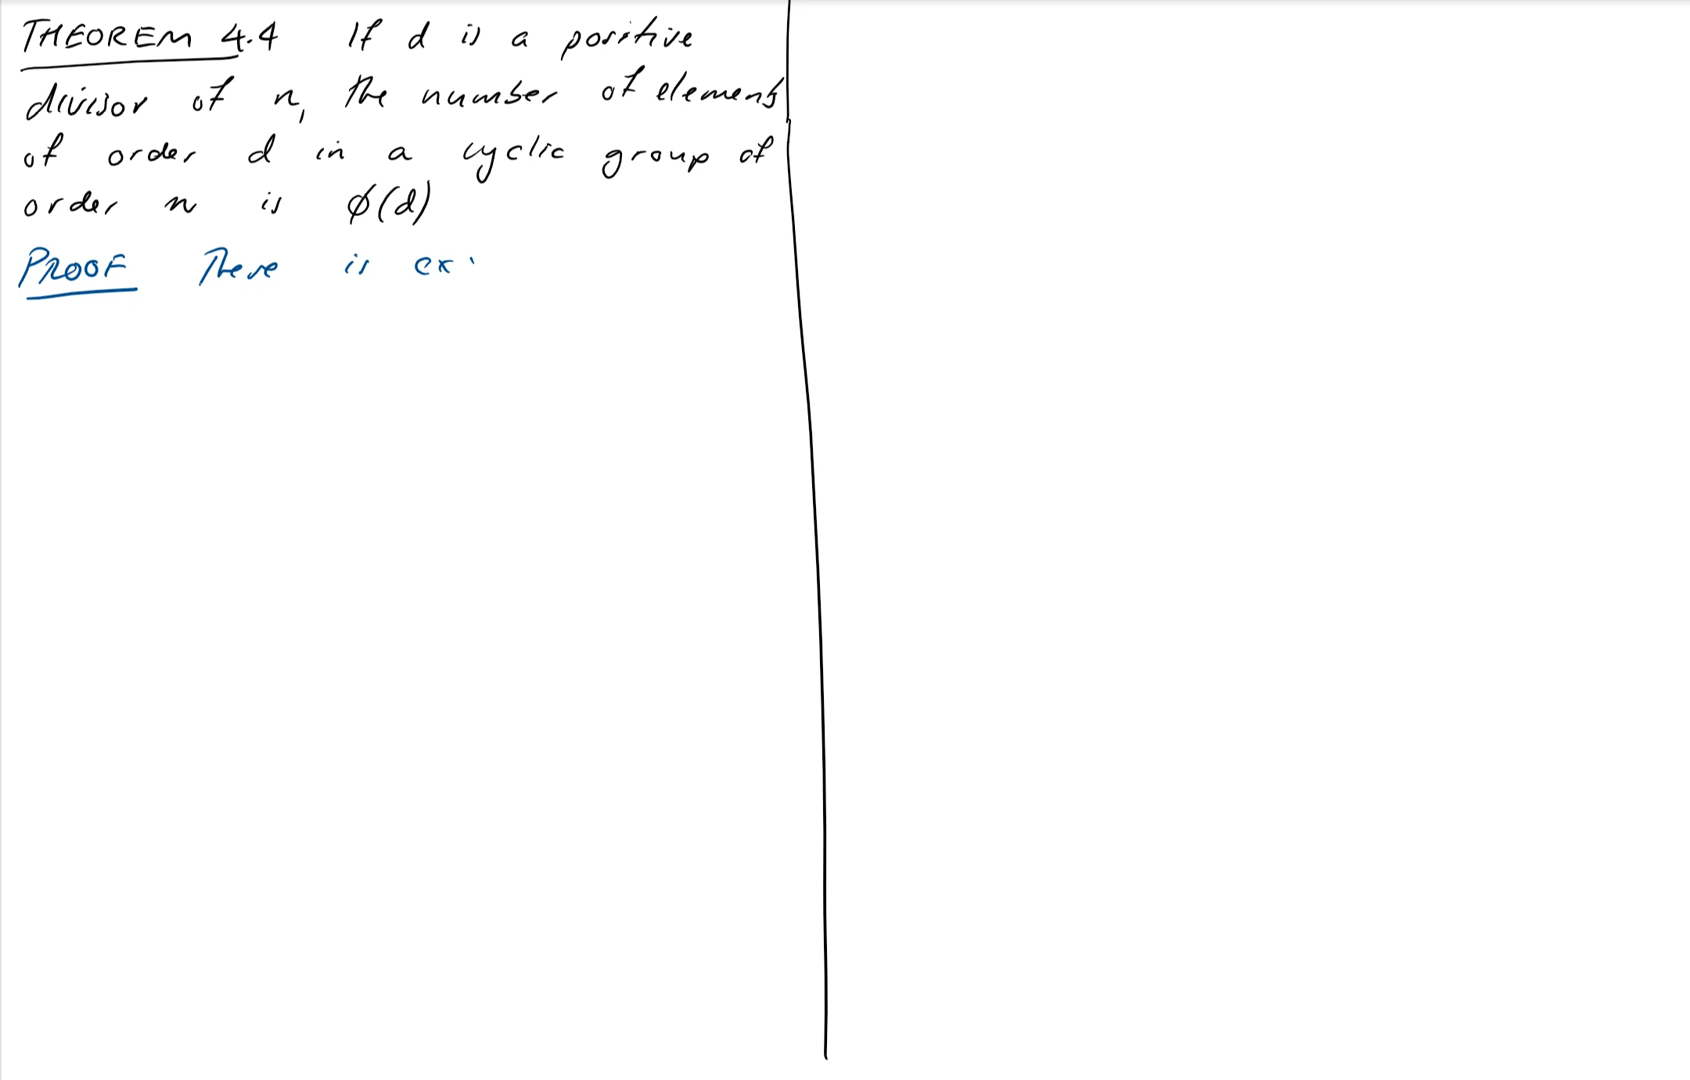 THEOREM 4.4 If d is a positive
divisor of n, the number of elements
of order d in a cyclic group of
order n is ϕ(d)
PROOF There is ex